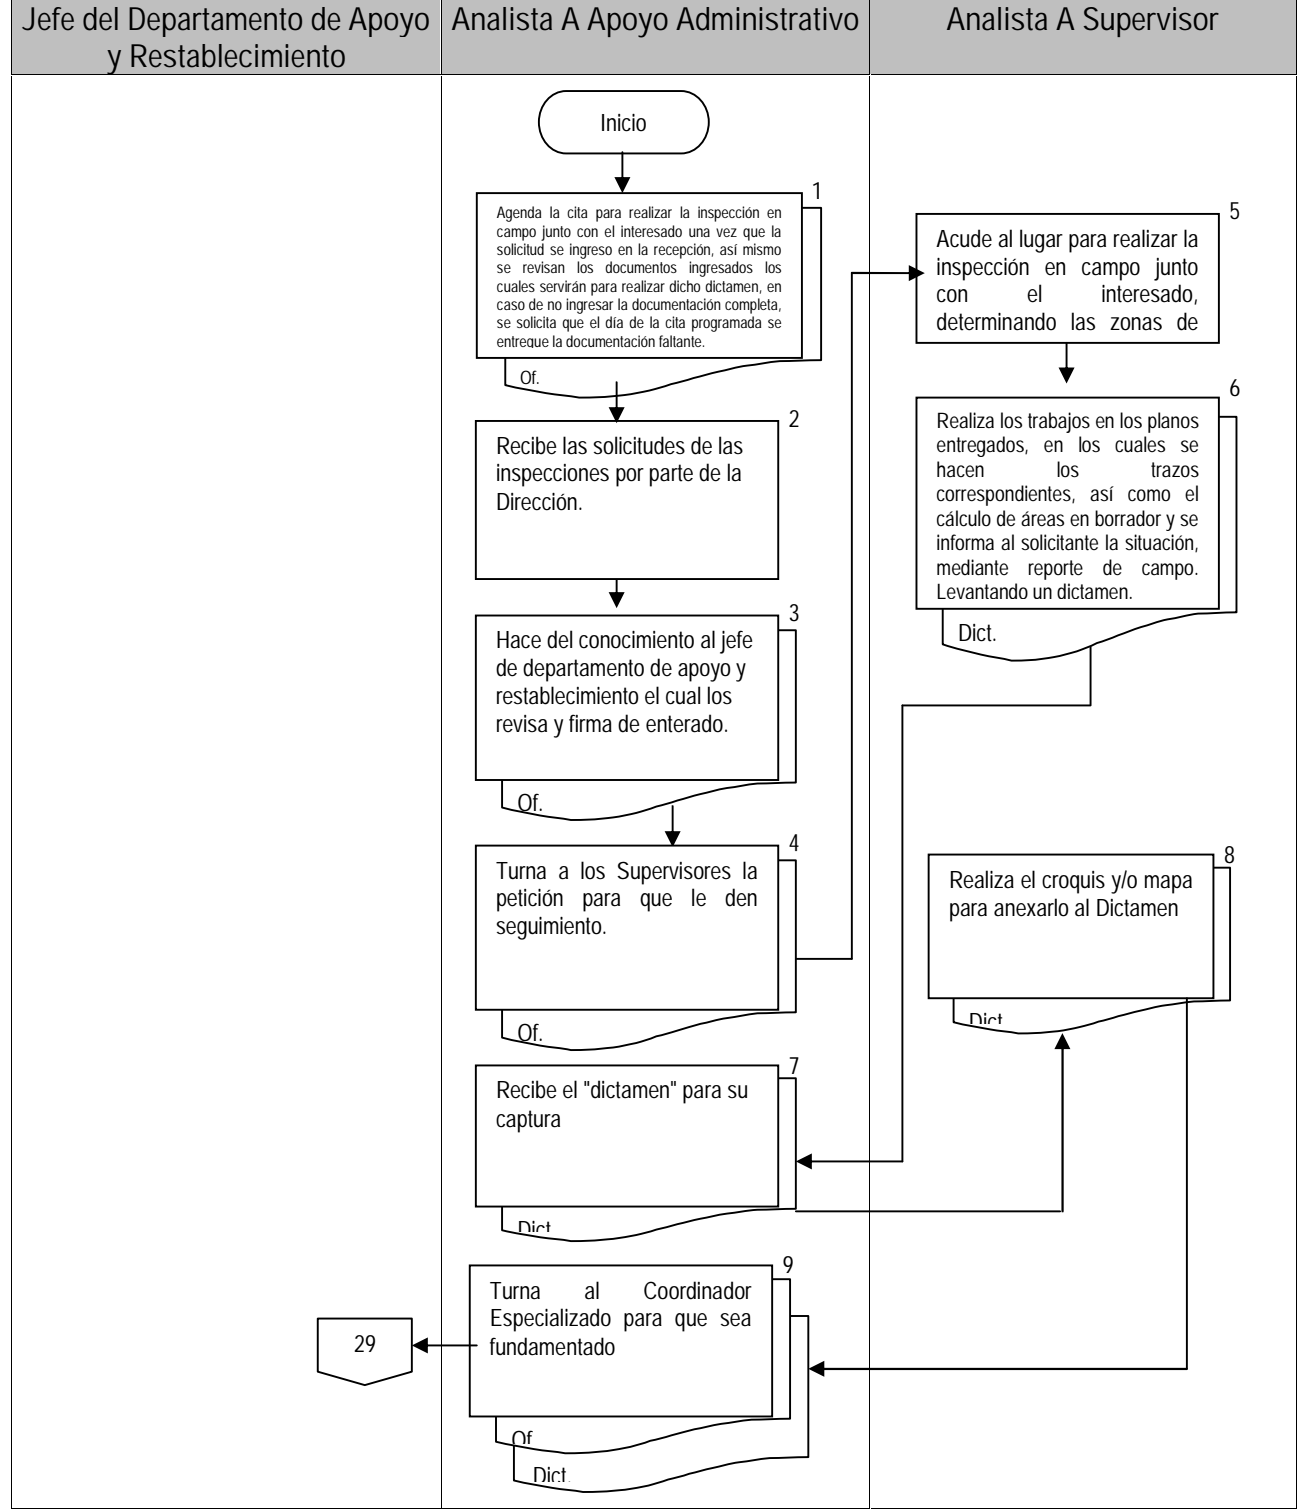 Jefe del Departamento de Apoyo
y Restablecimiento
Analista A Apoyo Administrativo
Analista A Supervisor
Inicio
1
Agenda la cita para realizar la inspección en
campo junto con el interesado una vez que la
solicitud se ingreso en la recepción, así mismo
se revisan los documentos ingresados los
cuales servirán para realizar dicho dictamen, en
caso de no ingresar la documentación completa,
se solicita que el día de la cita programada se
entregue la documentación faltante.
Of.
2
Recibe las solicitudes de las
inspecciones por parte de la
Dirección.
3
Hace del conocimiento al jefe
de departamento de apoyo y
restablecimiento el cual los
revisa y firma de enterado.
Of.
4
Turna a los Supervisores la
petición para que le den
seguimiento.
Of.
5
Acude al lugar para realizar la
inspección en campo junto
con el interesado,
determinando las zonas de
6
Realiza los trabajos en los planos
entregados, en los cuales se
hacen los trazos
correspondientes, así como el
cálculo de áreas en borrador y se
informa al solicitante la situación,
mediante reporte de campo.
Levantando un dictamen.
Dict.
7
Recibe el "dictamen" para su
captura
Dict
8
Realiza el croquis y/o mapa
para anexarlo al Dictamen
Dict
9
Turna al Coordinador
Especializado para que sea
fundamentado
Of
Dict.
29